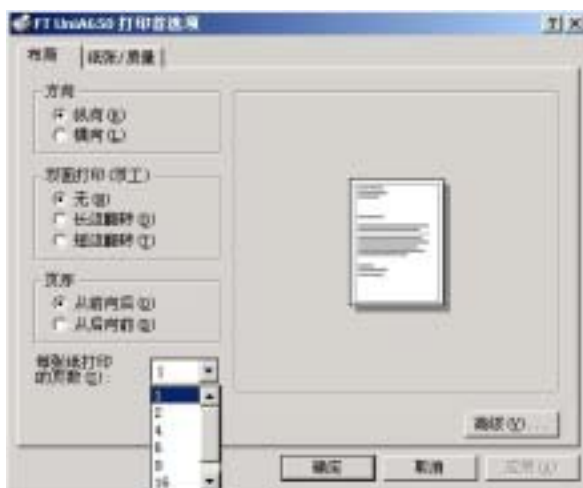 FT UniA650 打印首选项
布局
纸张/质量
方向
纵向(R)
横向(L)
双面打印(双工)
无(N)
长边翻转(O)
短边翻转(T)
页序
从前向后(D)
从后向前(O)
每张纸打印
的页数(G):
1
1
2
4
6
9
16
高级(V)...
确定
取消
应用(A)